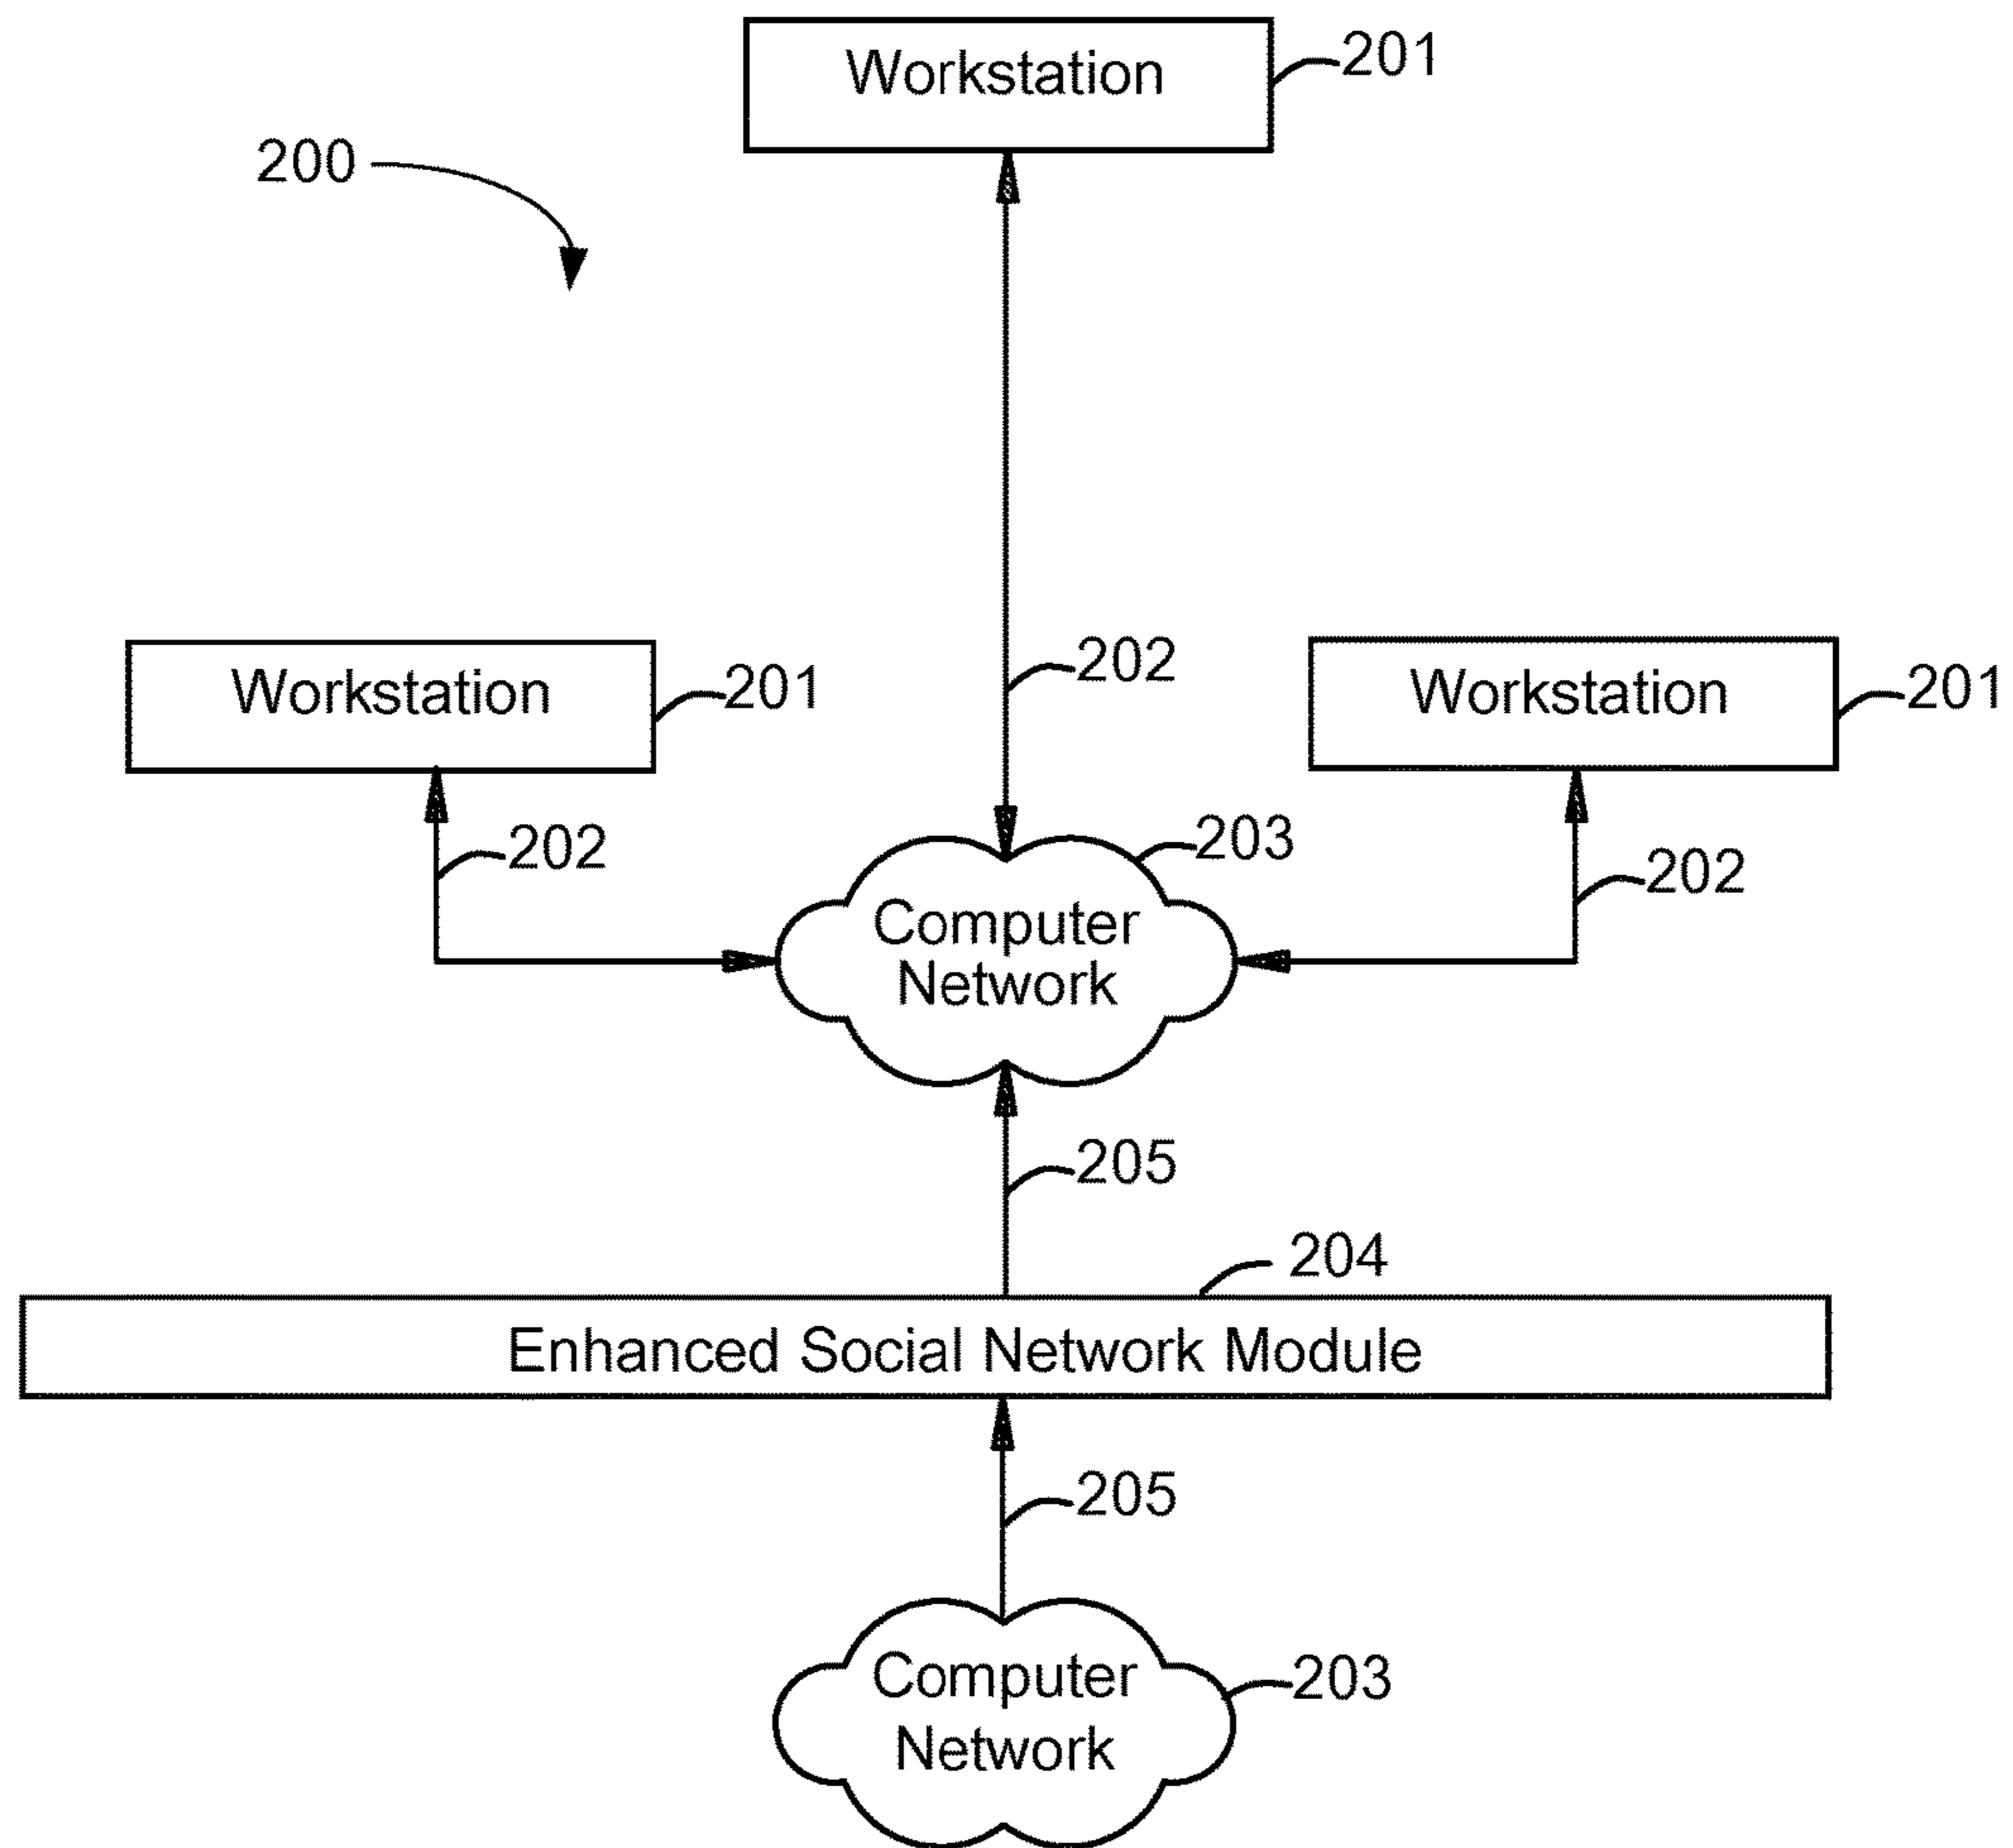 Workstation
201
200
202
Workstation
201
Workstation
201
202
203
202
Computer
Network
205
204
Enhanced Social Network Module
205
Computer
Network
203